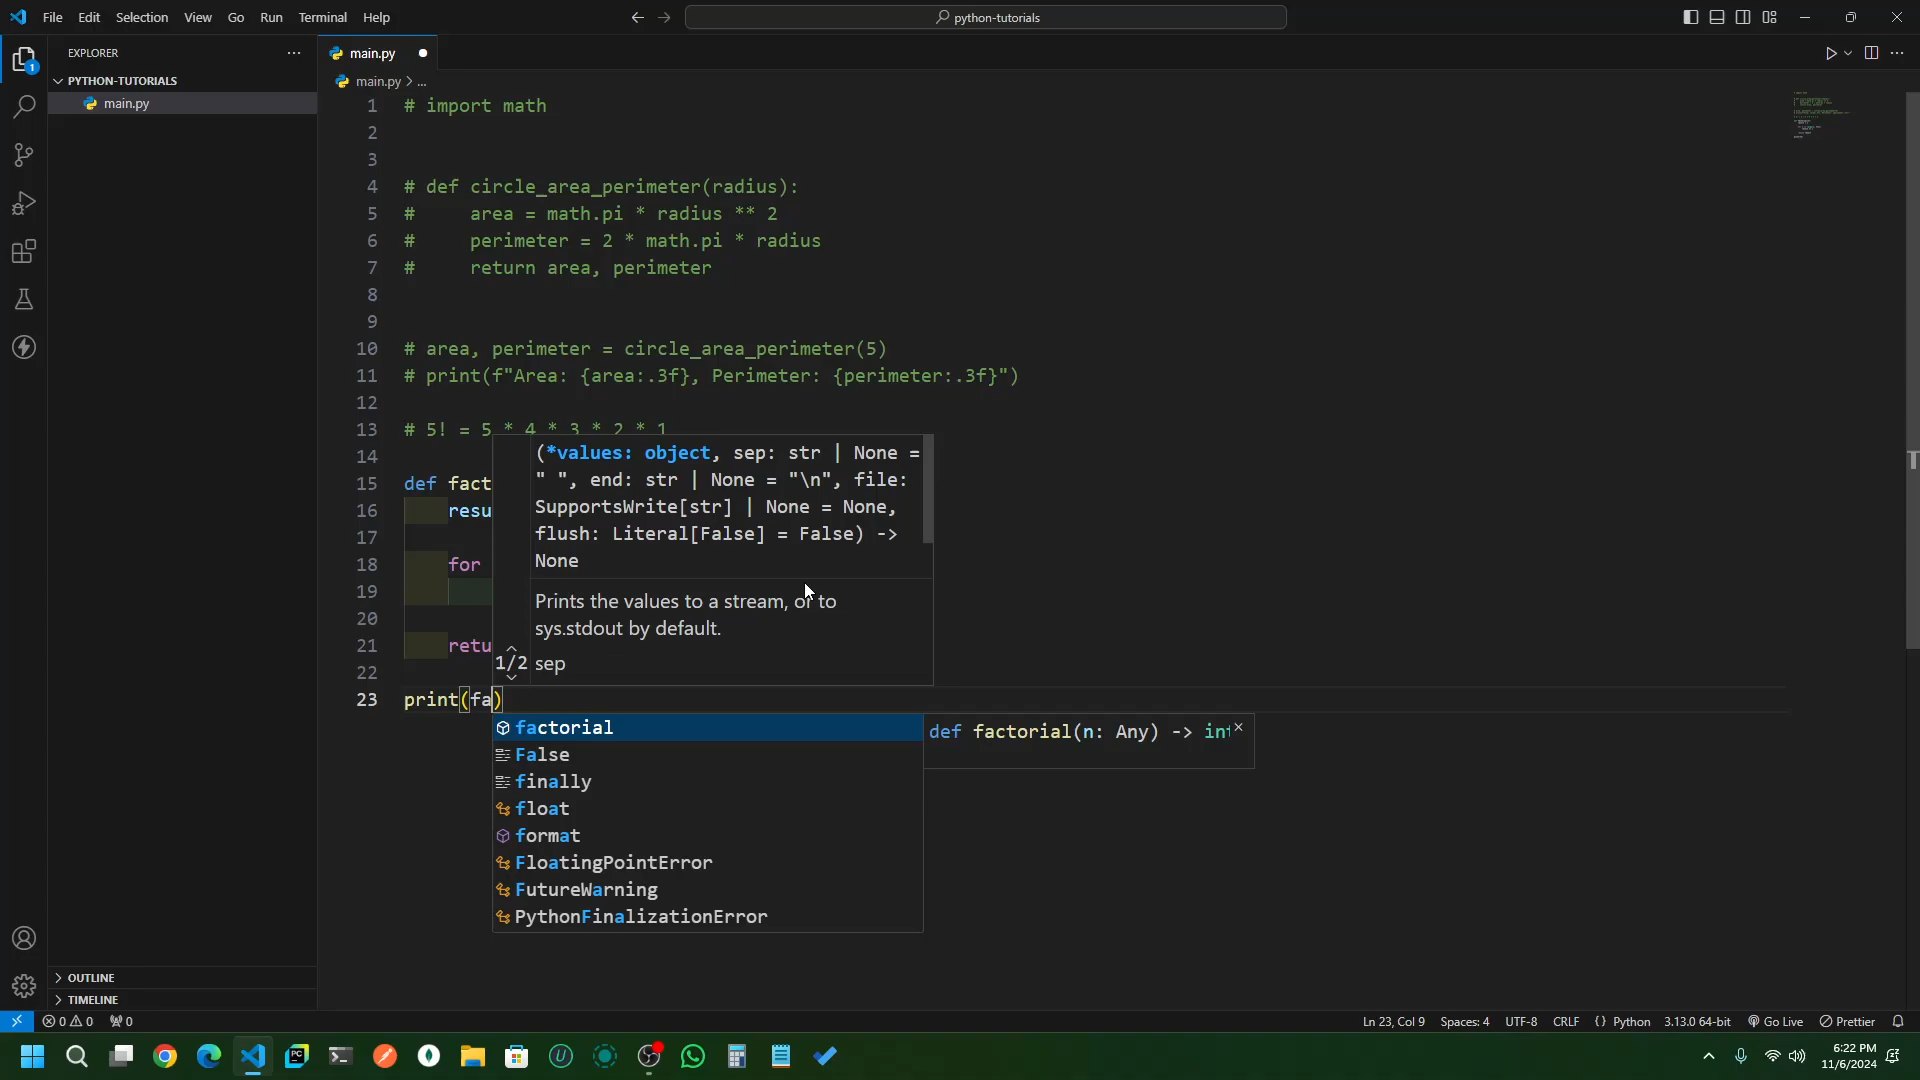 File Edit Selection View Go Run Terminal Help
python-tutorials
EXPLORER
PYTHON-TUTORIALS
main.py
main.py
main.py > ...
1 # import math
2
3
4 # def circle_area_perimeter(radius):
5 #     area = math.pi * radius ** 2
6 #     perimeter = 2 * math.pi * radius
7 #     return area, perimeter
8
9
10 # area, perimeter = circle_area_perimeter(5)
11 # print(f"Area: {area:.3f}, Perimeter: {perimeter:.3f}")
12
13 # 5! = 5 * 4 * 3 * 2 * 1
14
15 def fact
16     resu
17
18     for
19
20
21     retu
22
23 print(fa)
(*values: object, sep: str | None =
" ", end: str | None = "\n", file:
SupportsWrite[str] | None = None,
flush: Literal[False] = False) ->
None
Prints the values to a stream, or to
sys.stdout by default.
1/2 sep
factorial
False
finally
float
format
FloatingPointError
FutureWarning
PythonFinalizationError
def factorial(n: Any) -> int
OUTLINE
TIMELINE
0 0 0
Ln 23, Col 9 Spaces: 4 UTF-8 CRLF {} Python 3.13.0 64-bit Go Live Prettier
6:22 PM
11/6/2024